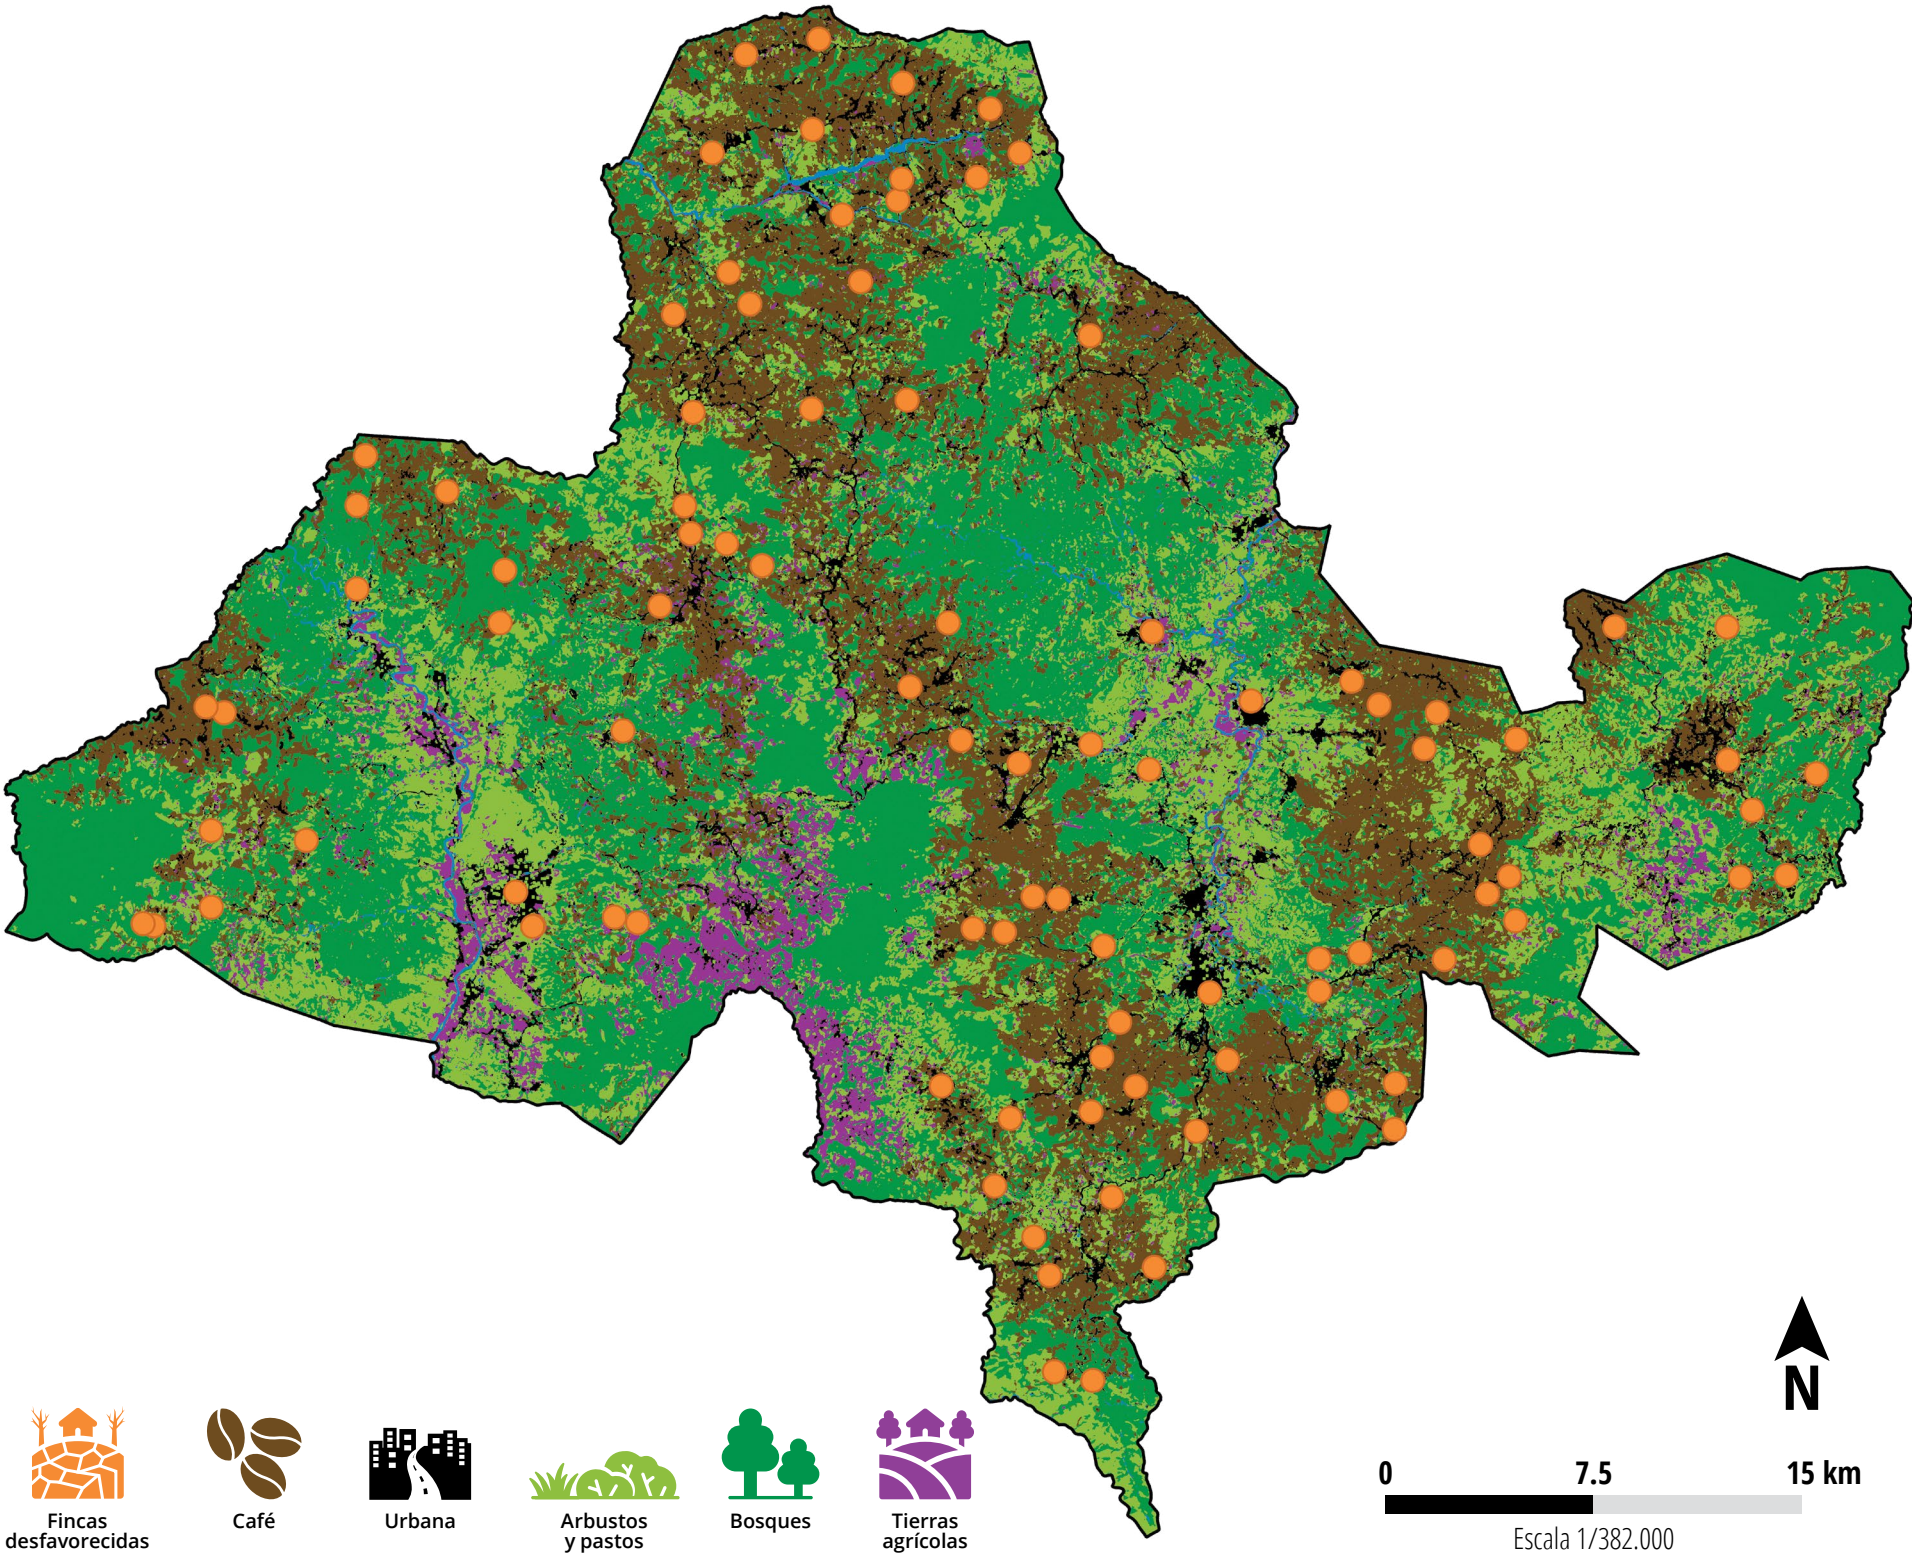 N
0 7.5 15 km
Escala 1/382.000
Fincas
desfavorecidas
Café
Urbana
Arbustos
y pastos
Bosques
Tierras
agrícolas